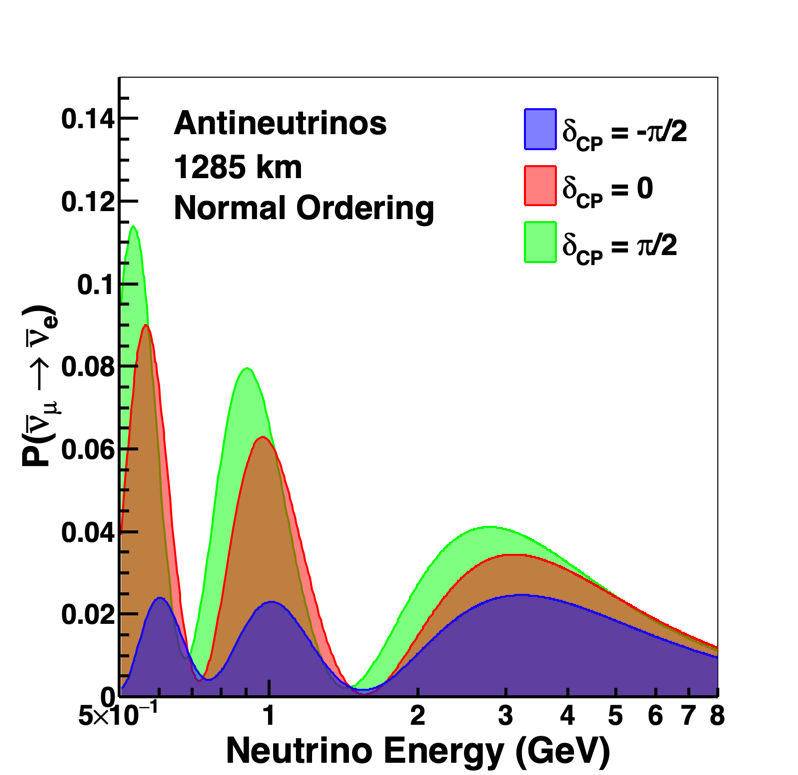 Antineutrinos
1285 km
Normal Ordering
δCP = -π/2
δCP = 0
δCP = π/2
P(ν̄μ → ν̄e)
0.14
0.12
0.1
0.08
0.06
0.04
0.02
0
5×10⁻¹ 1 2 3 4 5 6 7 8
Neutrino Energy (GeV)